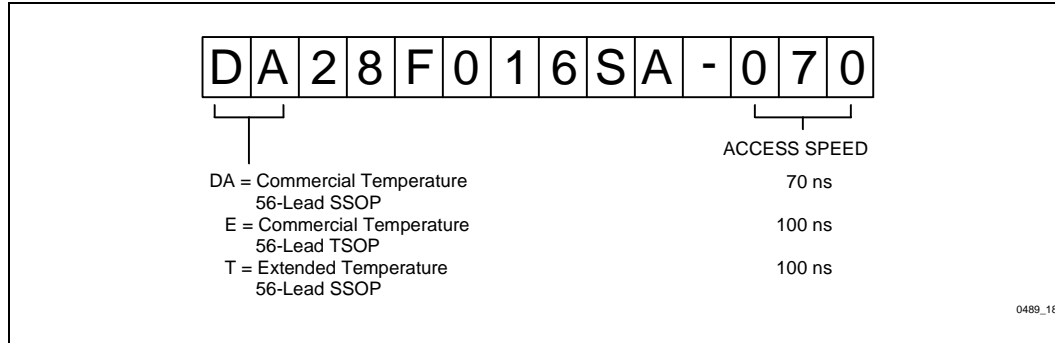 DA28F016SA-070
ACCESS SPEED
DA = Commercial Temperature 70 ns
56-Lead SSOP
E = Commercial Temperature 100 ns
56-Lead TSOP
T = Extended Temperature 100 ns
56-Lead SSOP
0489_18